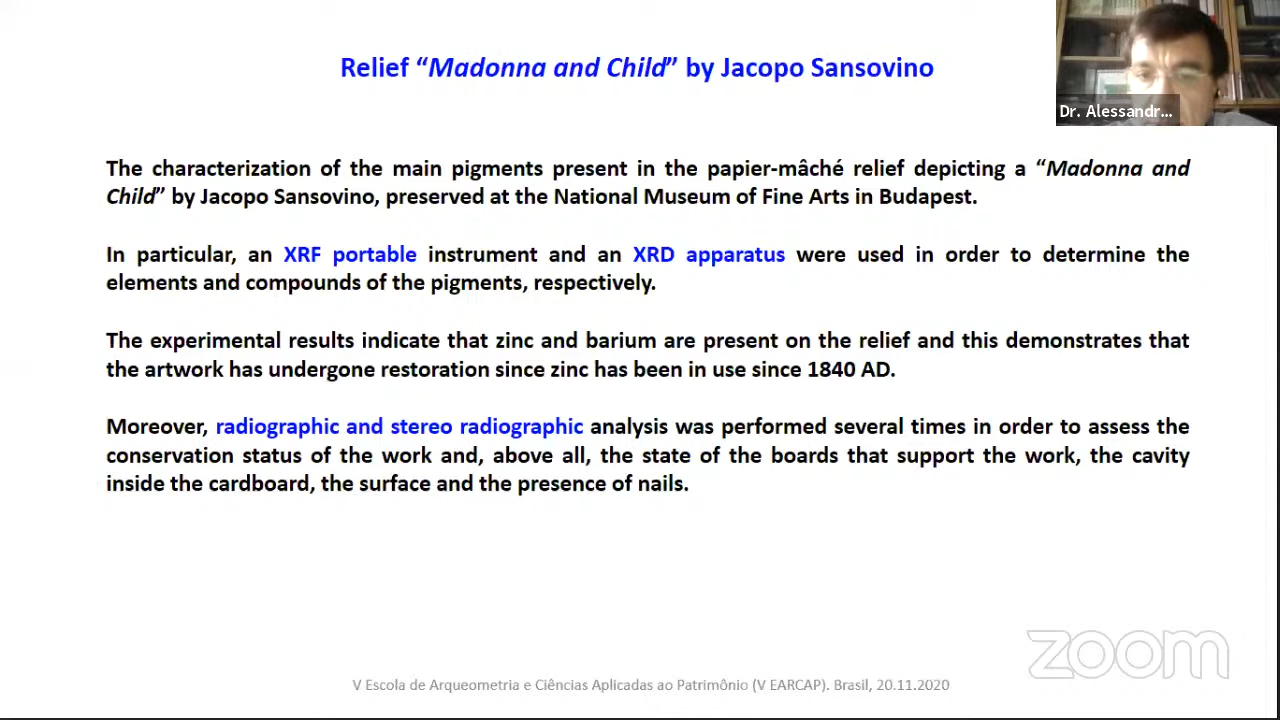 Relief “Madonna and Child” by Jacopo Sansovino
Dr. Alessandr...
The characterization of the main pigments present in the papier-mâché relief depicting a “Madonna and
Child” by Jacopo Sansovino, preserved at the National Museum of Fine Arts in Budapest.
In particular, an XRF portable instrument and an XRD apparatus were used in order to determine the
elements and compounds of the pigments, respectively.
The experimental results indicate that zinc and barium are present on the relief and this demonstrates that
the artwork has undergone restoration since zinc has been in use since 1840 AD.
Moreover, radiographic and stereo radiographic analysis was performed several times in order to assess the
conservation status of the work and, above all, the state of the boards that support the work, the cavity
inside the cardboard, the surface and the presence of nails.
zoom
V Escola de Arqueometria e Ciências Aplicadas ao Patrimônio (V EARCAP). Brasil, 20.11.2020